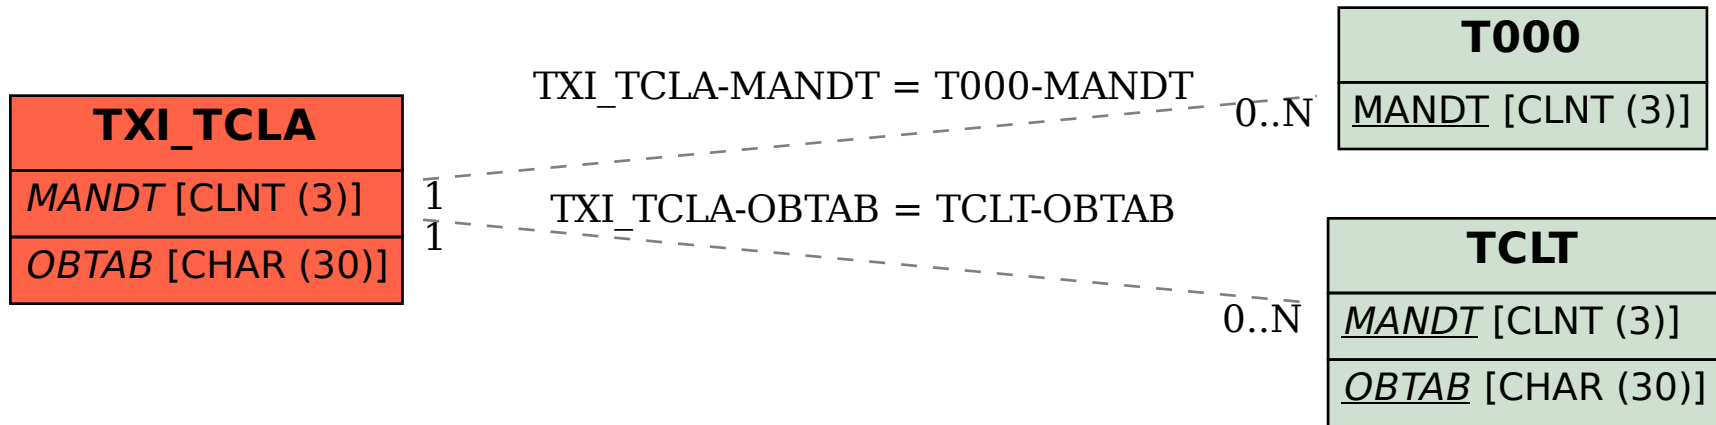 TXI_TCLA
MANDT [CLNT (3)]
OBTAB [CHAR (30)]
TXI_TCLA-MANDT = T000-MANDT
1
0..N
TXI_TCLA-OBTAB = TCLT-OBTAB
1
0..N
T000
MANDT [CLNT (3)]
TCLT
MANDT [CLNT (3)]
OBTAB [CHAR (30)]